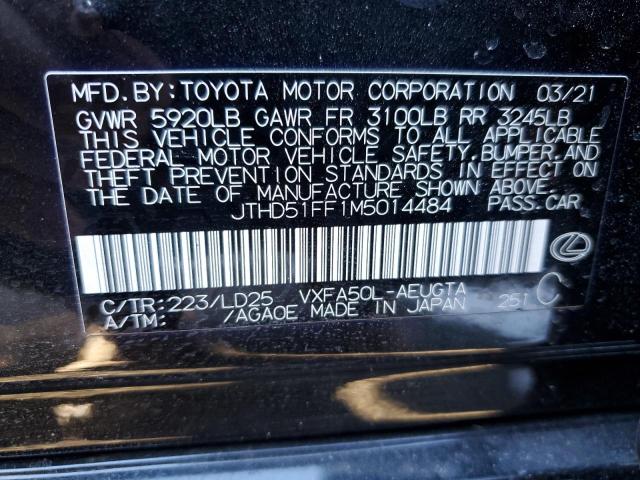 MFD. BY: TOYOTA MOTOR CORPORATION 03/21
GVWR 5920LB GAWR FR 3100LB RR 3245LB
THIS VEHICLE CONFORMS TO ALL APPLICABLE
FEDERAL MOTOR VEHICLE SAFETY, BUMPER, AND
THEFT PREVENTION STANDARDS IN EFFECT ON
THE DATE OF MANUFACTURE SHOWN ABOVE.
JTHD51FF1M5014484 PASS. CAR
C/TR: 223/LD25 VXFA50L-AEUGTA 251 C
A/TM: /AGA0E MADE IN JAPAN